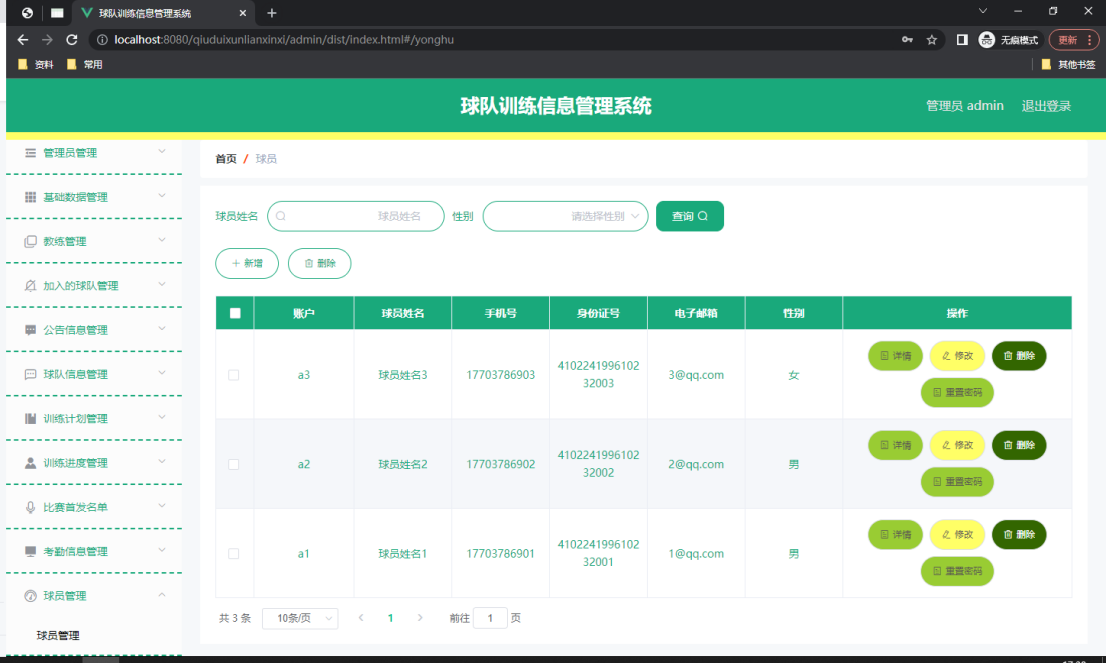 球队训练信息管理系统
localhost:8080/qiuduixunlianxinxi/admin/dist/index.html#/yonghu
无痕模式
更新
资料
常用
其他书签
球队训练信息管理系统
管理员 admin
退出登录
管理员管理
基础数据管理
教练管理
加入的球队管理
公告信息管理
球队信息管理
训练计划管理
训练进度管理
比赛首发名单
考勤信息管理
球员管理
球员管理
首页 / 球员
球员姓名
球员姓名
性别
请选择性别
查询
新增
删除
账户 球员姓名 手机号 身份证号 电子邮箱 性别 操作
a3 球员姓名3 17703786903 4102241996102
32003 3@qq.com 女
详情 修改 删除
重置密码
a2 球员姓名2 17703786902 4102241996102
32002 2@qq.com 男
详情 修改 删除
重置密码
a1 球员姓名1 17703786901 4102241996102
32001 1@qq.com 男
详情 修改 删除
重置密码
共 3 条 10条/页 1 前往 1 页